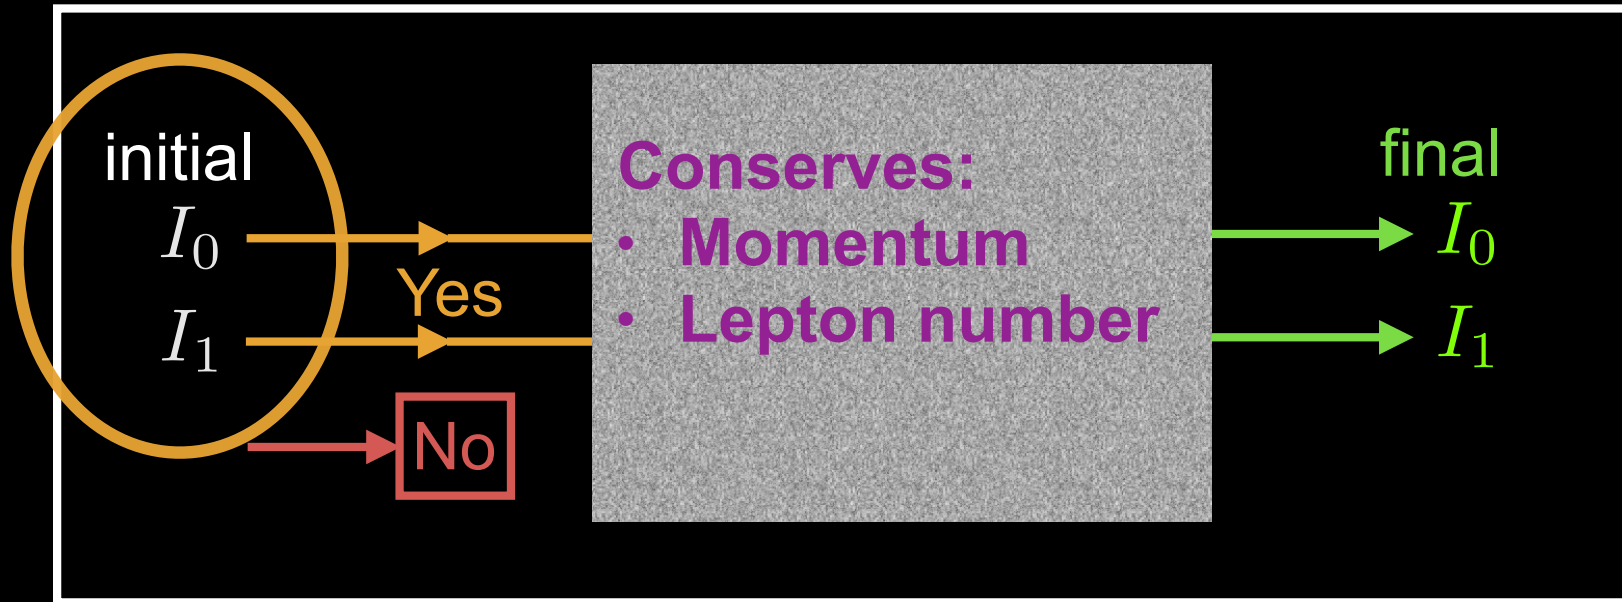 initial
I₀
I₁
Yes
No
Conserves:
• Momentum
• Lepton number
final
I₀
I₁